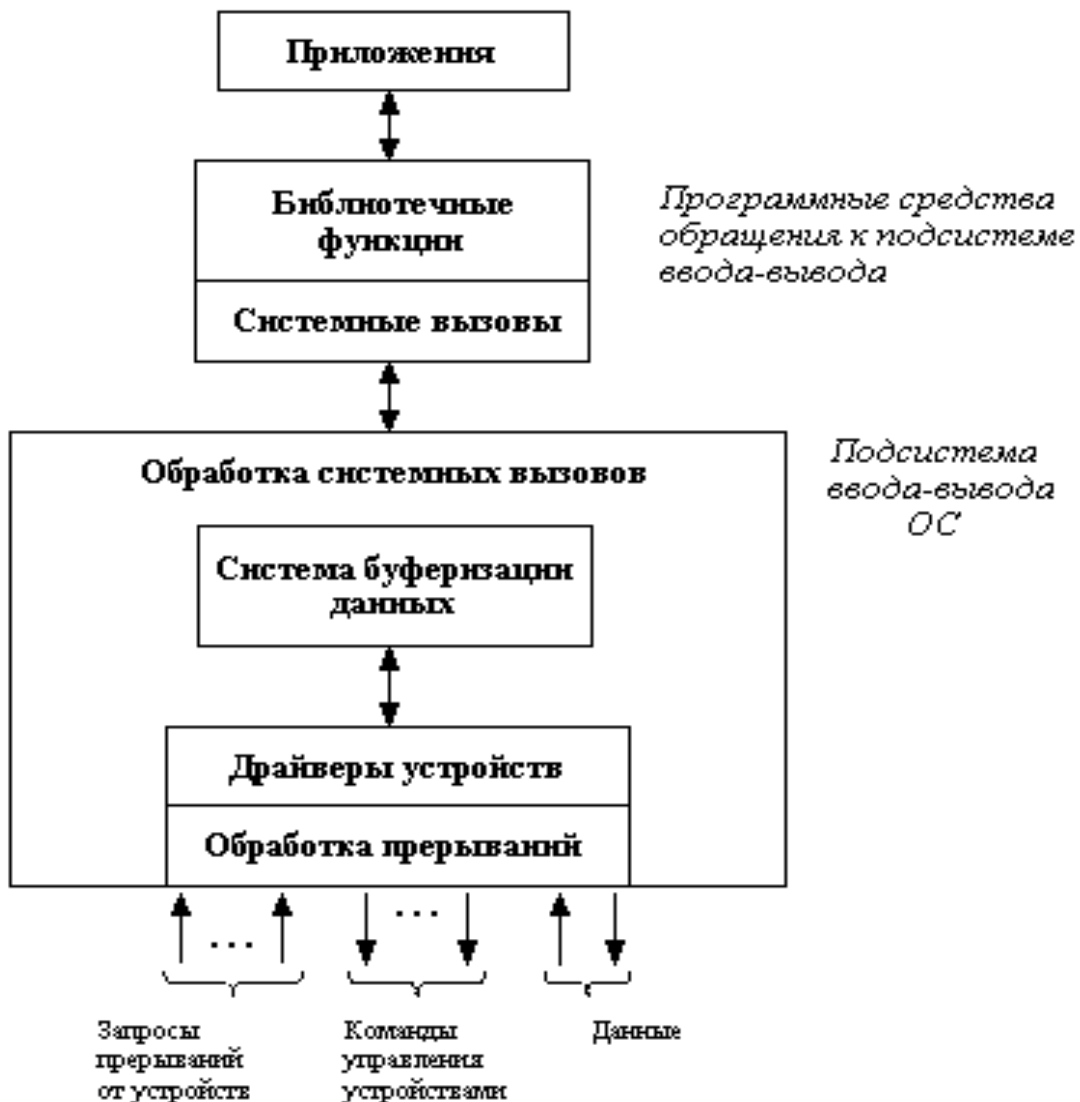 Приложения
Библиотечные
функции
Системные вызовы
Программные средства
обращения к подсистеме
ввода-вывода
Обработка системных вызовов
Подсистема
ввода-вывода
ОС
Система буферизации
данных
Драйверы устройств
Обработка прерываний
...
...
Запросы
прерываний
от устройств
Команды
управления
устройствами
Данные